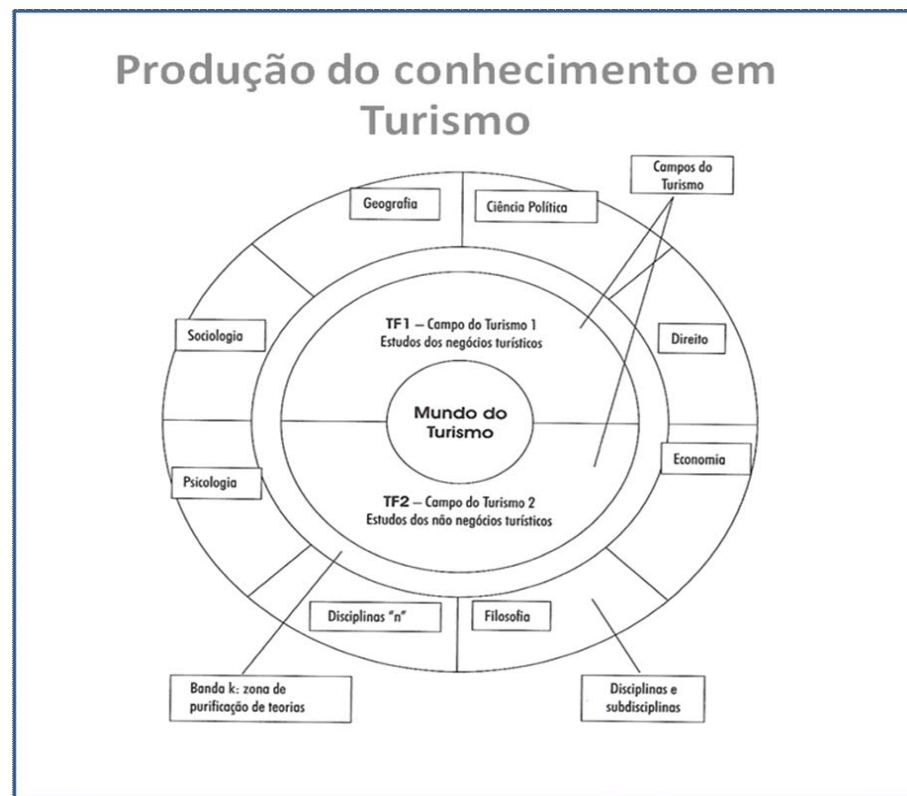 Produção do conhecimento em
Turismo
Campos do
Turismo
Geografia
Ciência Política
Sociologia
TF1 – Campo do Turismo 1
Estudos dos negócios turísticos
Direito
Mundo do
Turismo
Economia
Psicologia
TF2 – Campo do Turismo 2
Estudos dos não negócios turísticos
Disciplinas "n"
Filosofia
Banda k: zona de
purificação de teorias
Disciplinas e
subdisciplinas